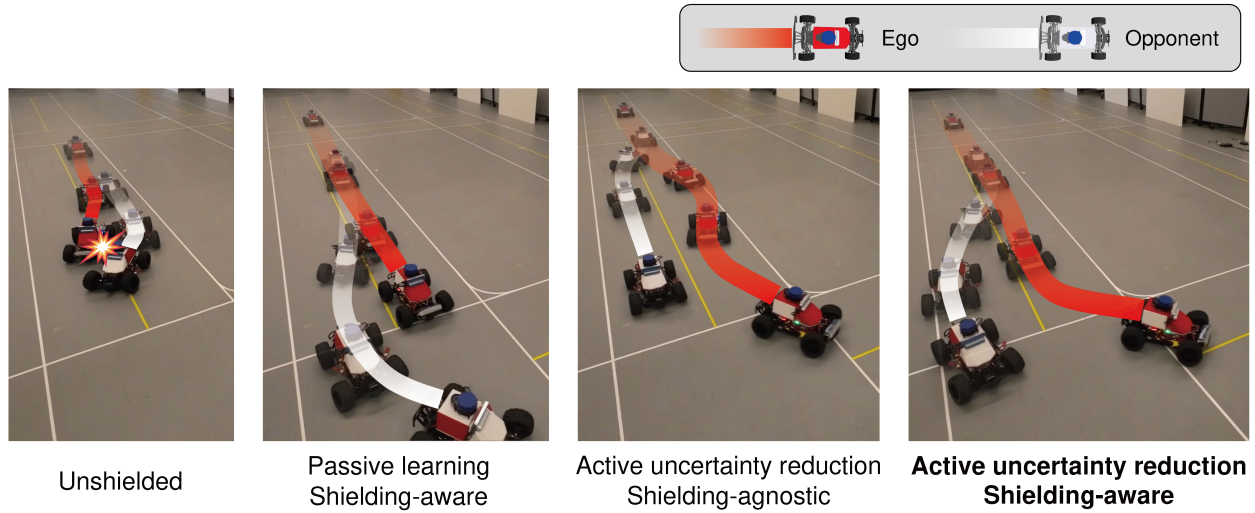 Ego
Opponent
Unshielded
Passive learning
Shielding-aware
Active uncertainty reduction
Shielding-agnostic
Active uncertainty reduction
Shielding-aware